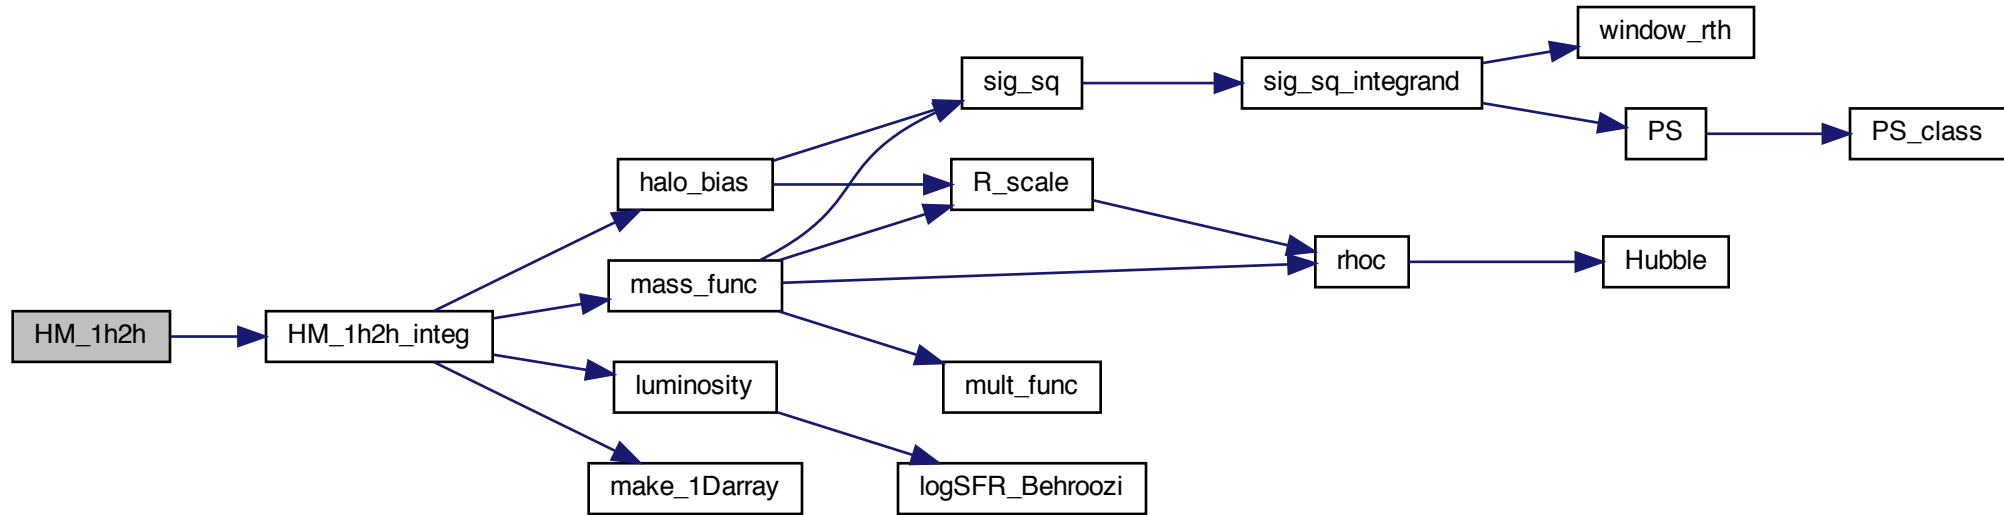 window_rth
sig_sq
sig_sq_integrand
PS
PS_class
halo_bias
R_scale
rhoc
Hubble
mass_func
HM_1h2h
HM_1h2h_integ
luminosity
mult_func
make_1Darray
logSFR_Behroozi